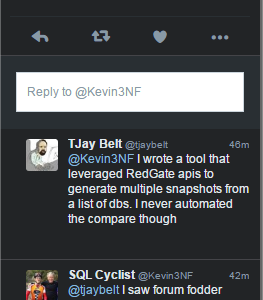 Reply to @Kevin3NF
TJay Belt @tjaybelt 46m
@Kevin3NF I wrote a tool that
leveraged RedGate apis to
generate multiple snapshots from
a list of dbs. I never automated
the compare though
SQL Cyclist @Kevin3NF 42m
@tjaybelt I saw forum fodder